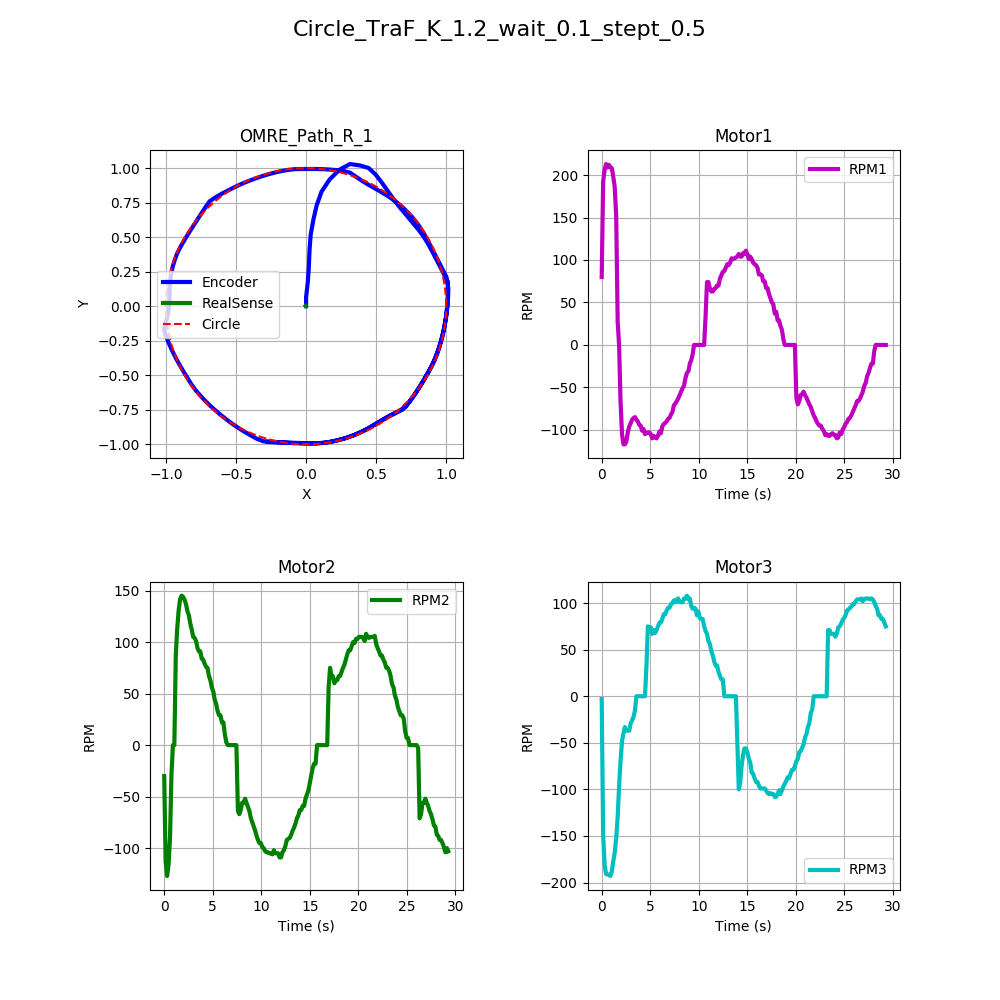 Circle_TraF_K_1.2_wait_0.1_stept_0.5
OMRE_Path_R_1
Y
1.00
0.75
0.50
0.25
0.00
−0.25
−0.50
−0.75
−1.00
Encoder
RealSense
Circle
−1.0 −0.5 0.0 0.5 1.0
X
Motor1
RPM
200
150
100
50
0
−50
−100
RPM1
0 5 10 15 20 25 30
Time (s)
Motor2
RPM
150
100
50
0
−50
−100
RPM2
0 5 10 15 20 25 30
Time (s)
Motor3
RPM
100
50
0
−50
−100
−150
−200
RPM3
0 5 10 15 20 25 30
Time (s)